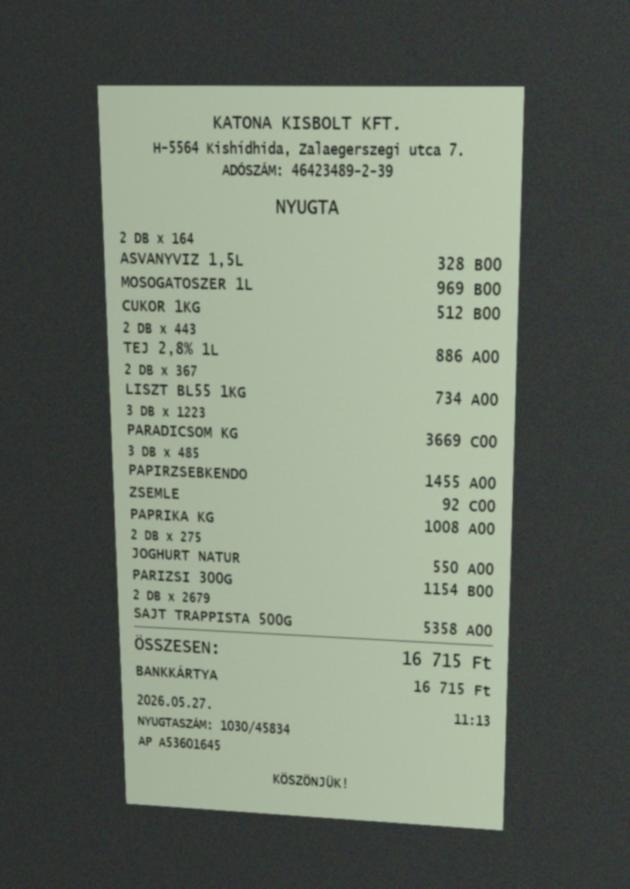 KATONA KISBOLT KFT.
H-5564 Kishídhida, Zalaegerszegi utca 7.
ADÓSZÁM: 46423489-2-39
NYUGTA
2 DB x 164
ASVANYVIZ 1,5L 328 B00
MOSOGATOSZER 1L 969 B00
CUKOR 1KG 512 B00
2 DB x 443
TEJ 2,8% 1L 886 A00
2 DB x 367
LISZT BL55 1KG 734 A00
3 DB x 1223
PARADICSOM KG 3669 C00
3 DB x 485
PAPIRZSEBKENDO 1455 A00
ZSEMLE 92 C00
PAPRIKA KG 1008 A00
2 DB x 275
JOGHURT NATUR 550 A00
PARIZSI 300G 1154 B00
2 DB x 2679
SAJT TRAPPISTA 500G 5358 A00
ÖSSZESEN: 16 715 Ft
BANKKÁRTYA 16 715 Ft
2026.05.27. 11:13
NYUGTASZÁM: 1030/45834
AP A53601645
KÖSZÖNJÜK!